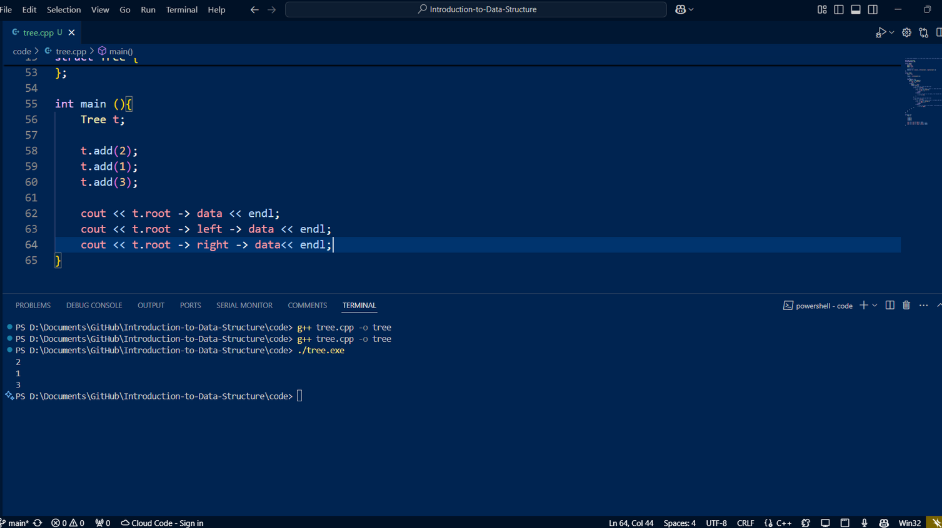 File Edit Selection View Go Run Terminal Help
Introduction-to-Data-Structure
tree.cpp U
code > tree.cpp > main()
struct Tree {
53 };
54
55 int main (){
56 Tree t;
57
58 t.add(2);
59 t.add(1);
60 t.add(3);
61
62 cout << t.root -> data << endl;
63 cout << t.root -> left -> data << endl;
64 cout << t.root -> right -> data<< endl;
65 }
PROBLEMS DEBUG CONSOLE OUTPUT PORTS SERIAL MONITOR COMMENTS TERMINAL
powershell - code
PS D:\Documents\GitHub\Introduction-to-Data-Structure\code> g++ tree.cpp -o tree
PS D:\Documents\GitHub\Introduction-to-Data-Structure\code> g++ tree.cpp -o tree
PS D:\Documents\GitHub\Introduction-to-Data-Structure\code> ./tree.exe
2
1
3
PS D:\Documents\GitHub\Introduction-to-Data-Structure\code>
main* 0 0 0 Cloud Code - Sign in Ln 64, Col 44 Spaces: 4 UTF-8 CRLF {} C++ Win32